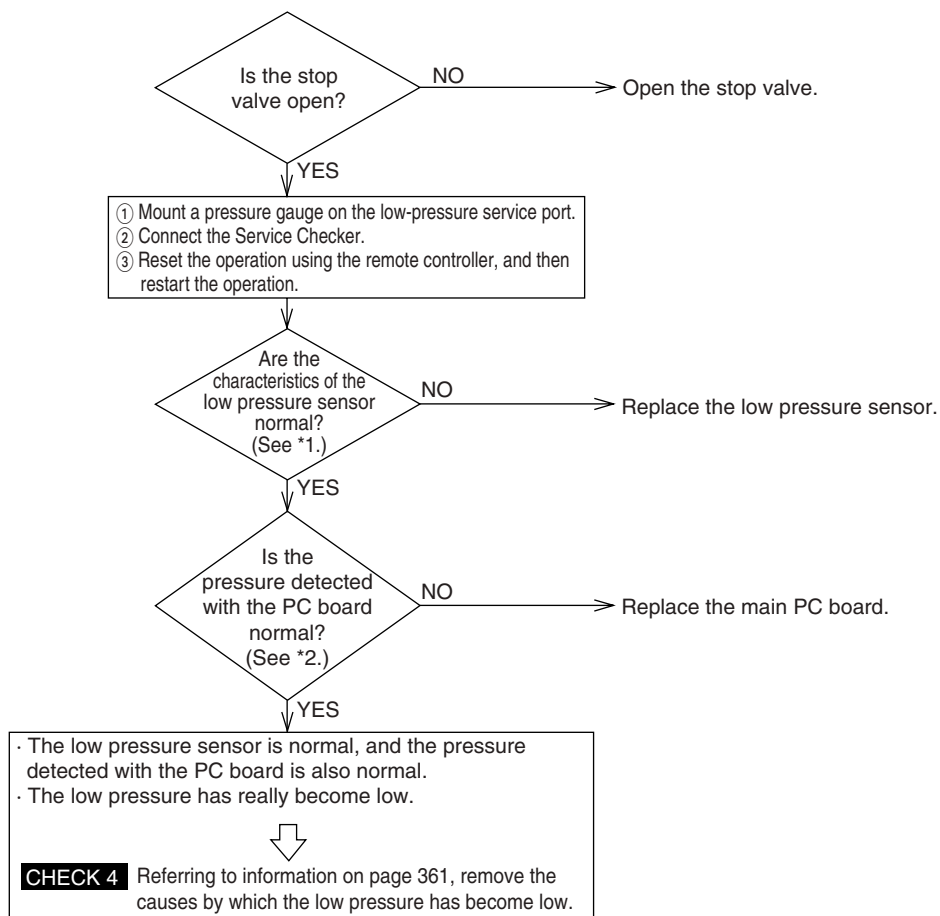 Is the stop
valve open?
NO
Open the stop valve.
YES
① Mount a pressure gauge on the low-pressure service port.
② Connect the Service Checker.
③ Reset the operation using the remote controller, and then
restart the operation.
Are the
characteristics of the
low pressure sensor
normal?
(See *1.)
NO
Replace the low pressure sensor.
YES
Is the
pressure detected
with the PC board
normal?
(See *2.)
NO
Replace the main PC board.
YES
· The low pressure sensor is normal, and the pressure
detected with the PC board is also normal.
· The low pressure has really become low.
CHECK 4 Referring to information on page 361, remove the
causes by which the low pressure has become low.